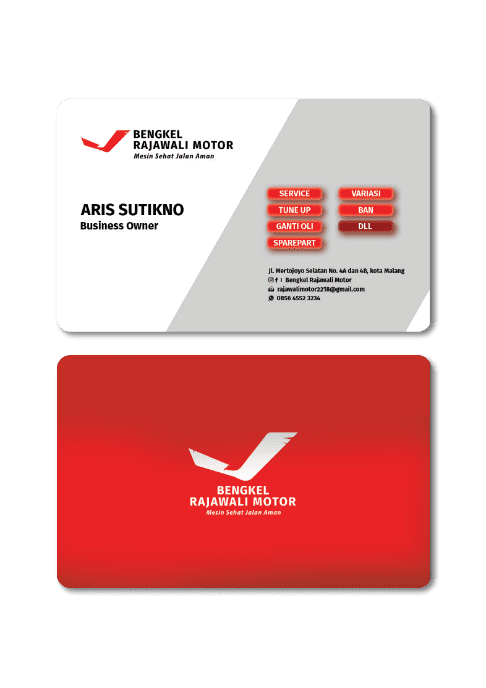 BENGKEL
RAJAWALI MOTOR
Mesin Sehat Jalan Aman
ARIS SUTIKNO
Business Owner
SERVICE
VARIASI
TUNE UP
BAN
GANTI OLI
DLL
SPAREPART
Jl. Mertojoyo Selatan No. 4A dan 4B, kota Malang
Bengkel Rajawali Motor
rajawalimotor2218@gmail.com
0856 4552 3234
BENGKEL
RAJAWALI MOTOR
Mesin Sehat Jalan Aman